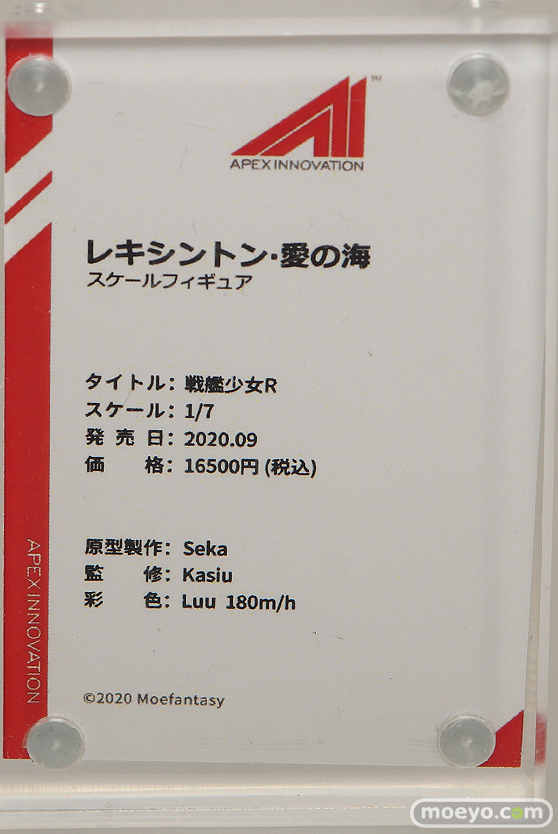 APEX INNOVATION
TM
レキシントン・愛の海
スケールフィギュア
タイトル：戦艦少女R
スケール：1/7
発売日：2020.09
価格：16500円(税込)
原型製作：Seka
監修：Kasiu
彩色：Luu 180m/h
APEX INNOVATION
©2020 Moefantasy
moeyo.com